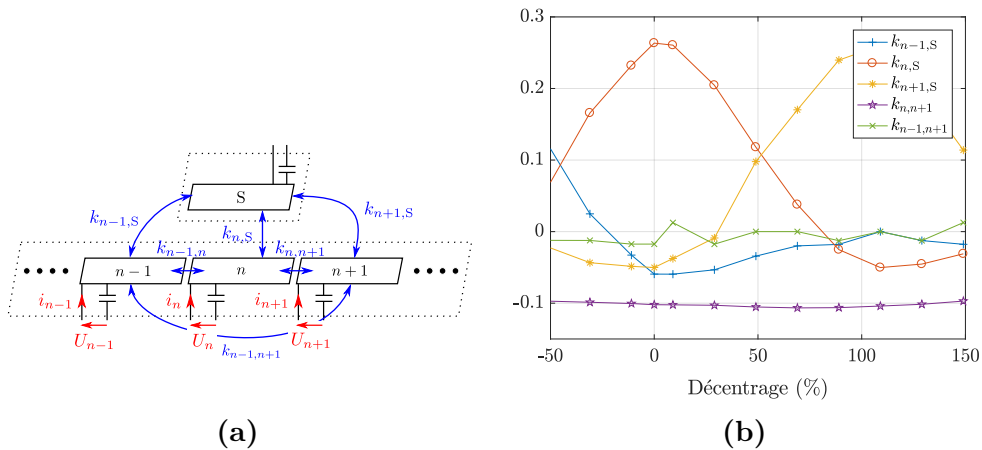 S
k_{n-1,S}
k_{n,S}
k_{n+1,S}
k_{n-1,n}
k_{n,n+1}
n − 1
n
n + 1
i_{n-1}
i_n
i_{n+1}
U_{n-1}
U_n
U_{n+1}
k_{n-1,n+1}
(a)
0.3
0.2
0.1
0
-0.1
-50
0
50
100
150
Décentrage (%)
k_{n-1,S}
k_{n,S}
k_{n+1,S}
k_{n,n+1}
k_{n-1,n+1}
(b)